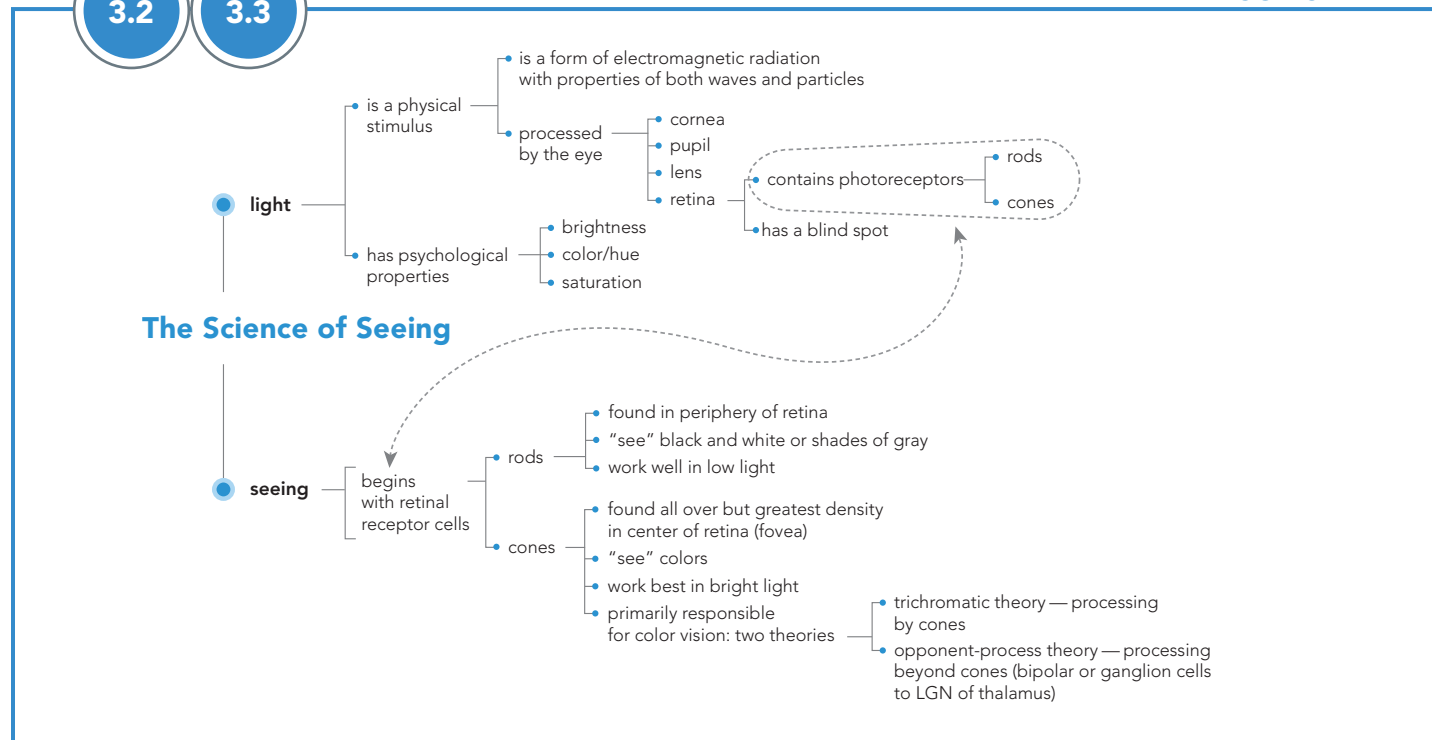 3.2
3.3
is a form of electromagnetic radiation
with properties of both waves and particles
is a physical
stimulus
processed
by the eye
cornea
pupil
lens
retina
contains photoreceptors
rods
cones
has a blind spot
light
has psychological
properties
brightness
color/hue
saturation
The Science of Seeing
seeing
begins
with retinal
receptor cells
rods
found in periphery of retina
“see” black and white or shades of gray
work well in low light
cones
found all over but greatest density
in center of retina (fovea)
“see” colors
work best in bright light
primarily responsible
for color vision: two theories
trichromatic theory — processing
by cones
opponent-process theory — processing
beyond cones (bipolar or ganglion cells
to LGN of thalamus)